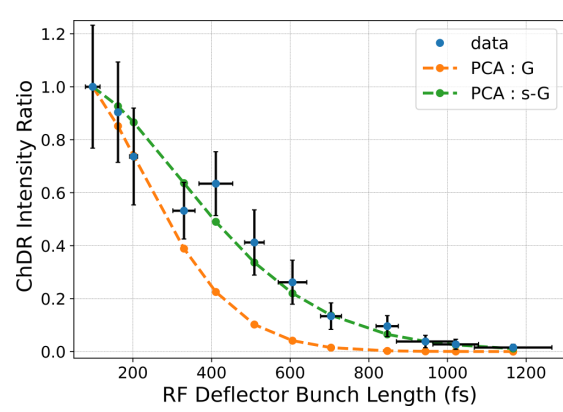 ChDR Intensity Ratio
1.2
1.0
0.8
0.6
0.4
0.2
0.0
data
PCA : G
PCA : s-G
200 400 600 800 1000 1200
RF Deflector Bunch Length (fs)